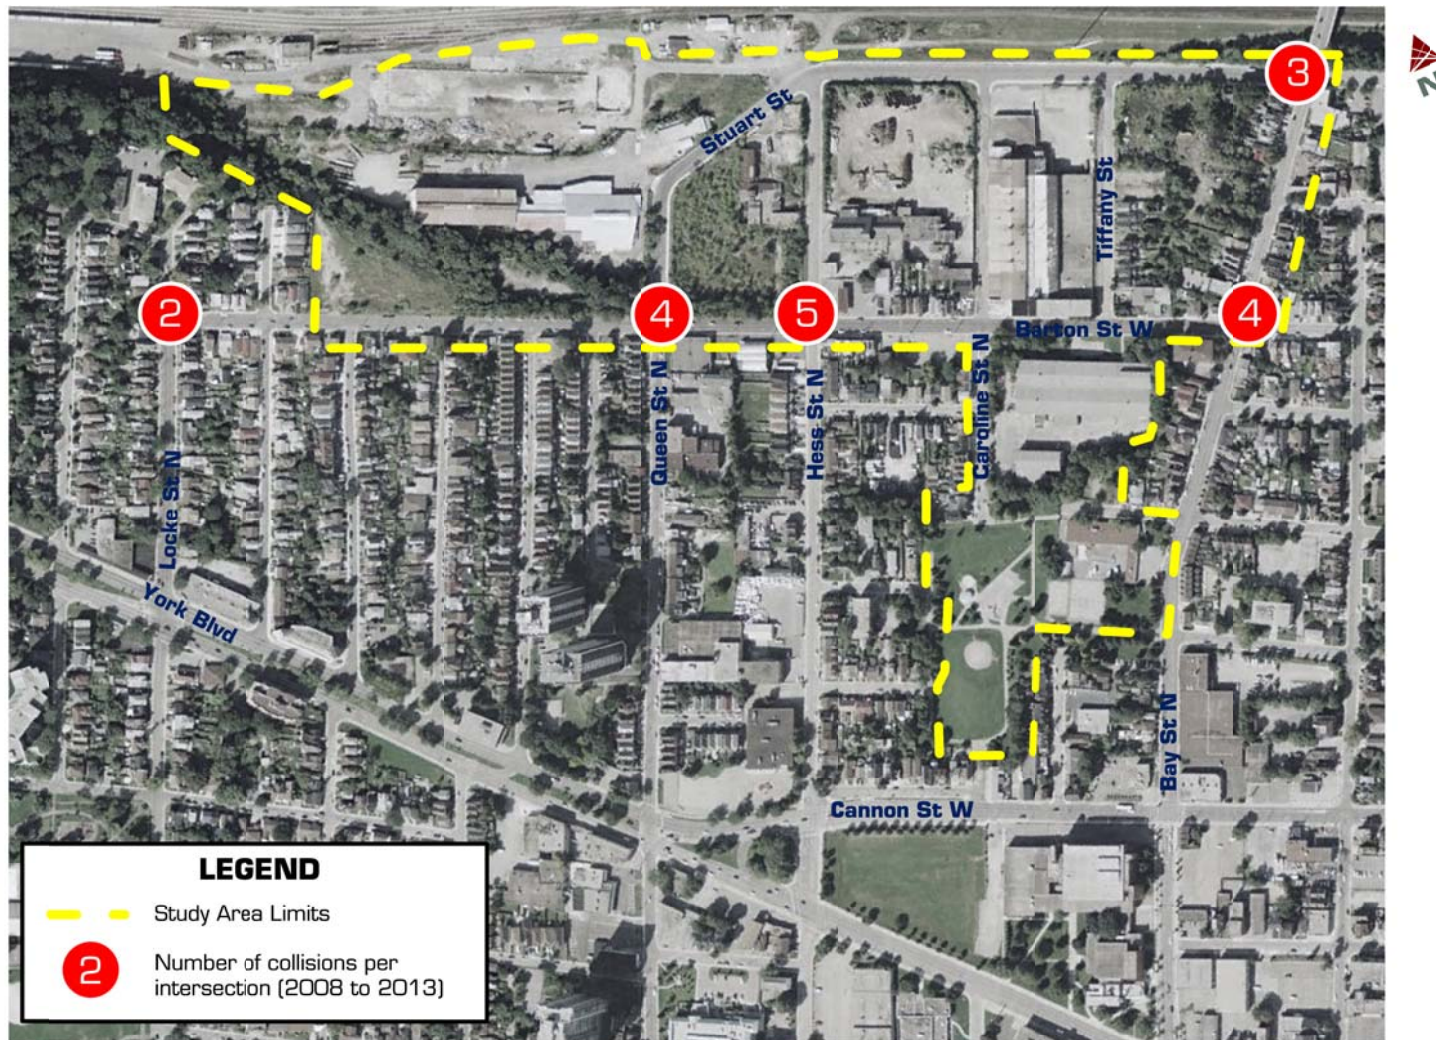 3
N
Stuart St
Tiffany St
2
4
5
4
Barton St W
Queen St N
Hess St N
Caroline St N
Locke St N
York Blvd
Bay St N
Cannon St W
LEGEND
Study Area Limits
2
Number of collisions per
intersection (2008 to 2013)